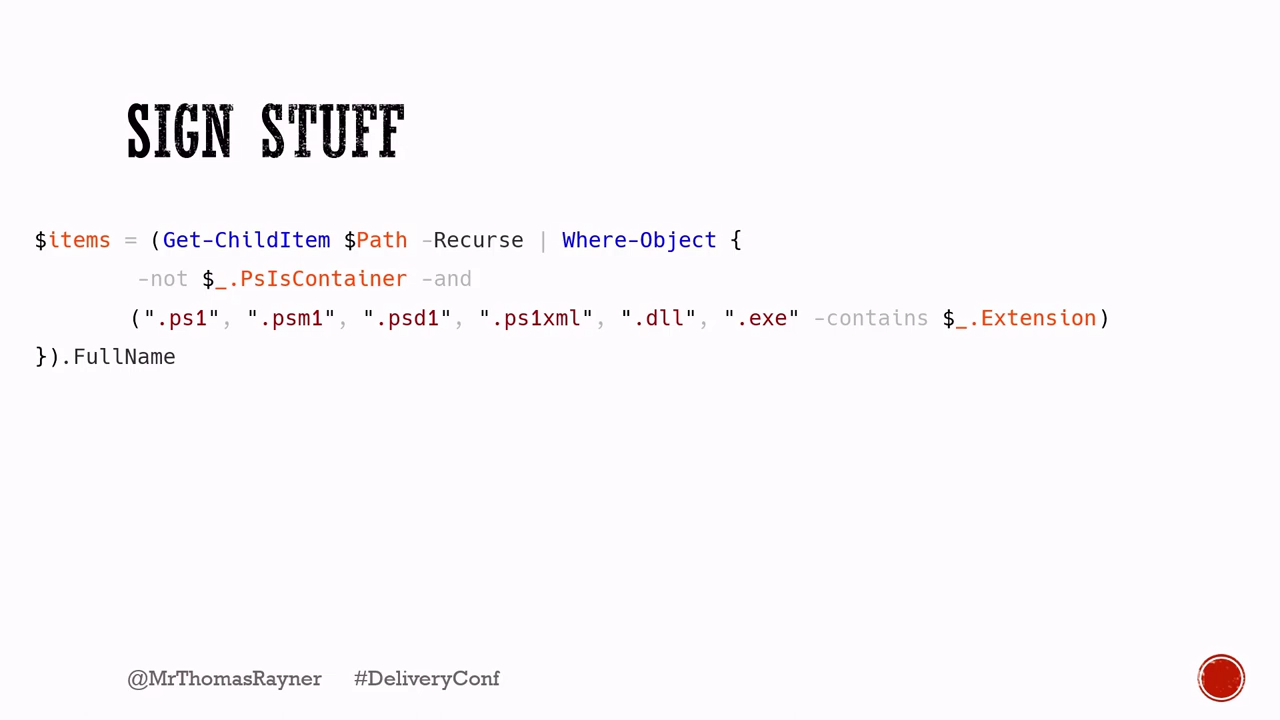 SIGN STUFF
$items = (Get-ChildItem $Path -Recurse | Where-Object {
-not $_.PsIsContainer -and
(".ps1", ".psm1", ".psd1", ".ps1xml", ".dll", ".exe" -contains $_.Extension)
}).FullName
@MrThomasRayner #DeliveryConf